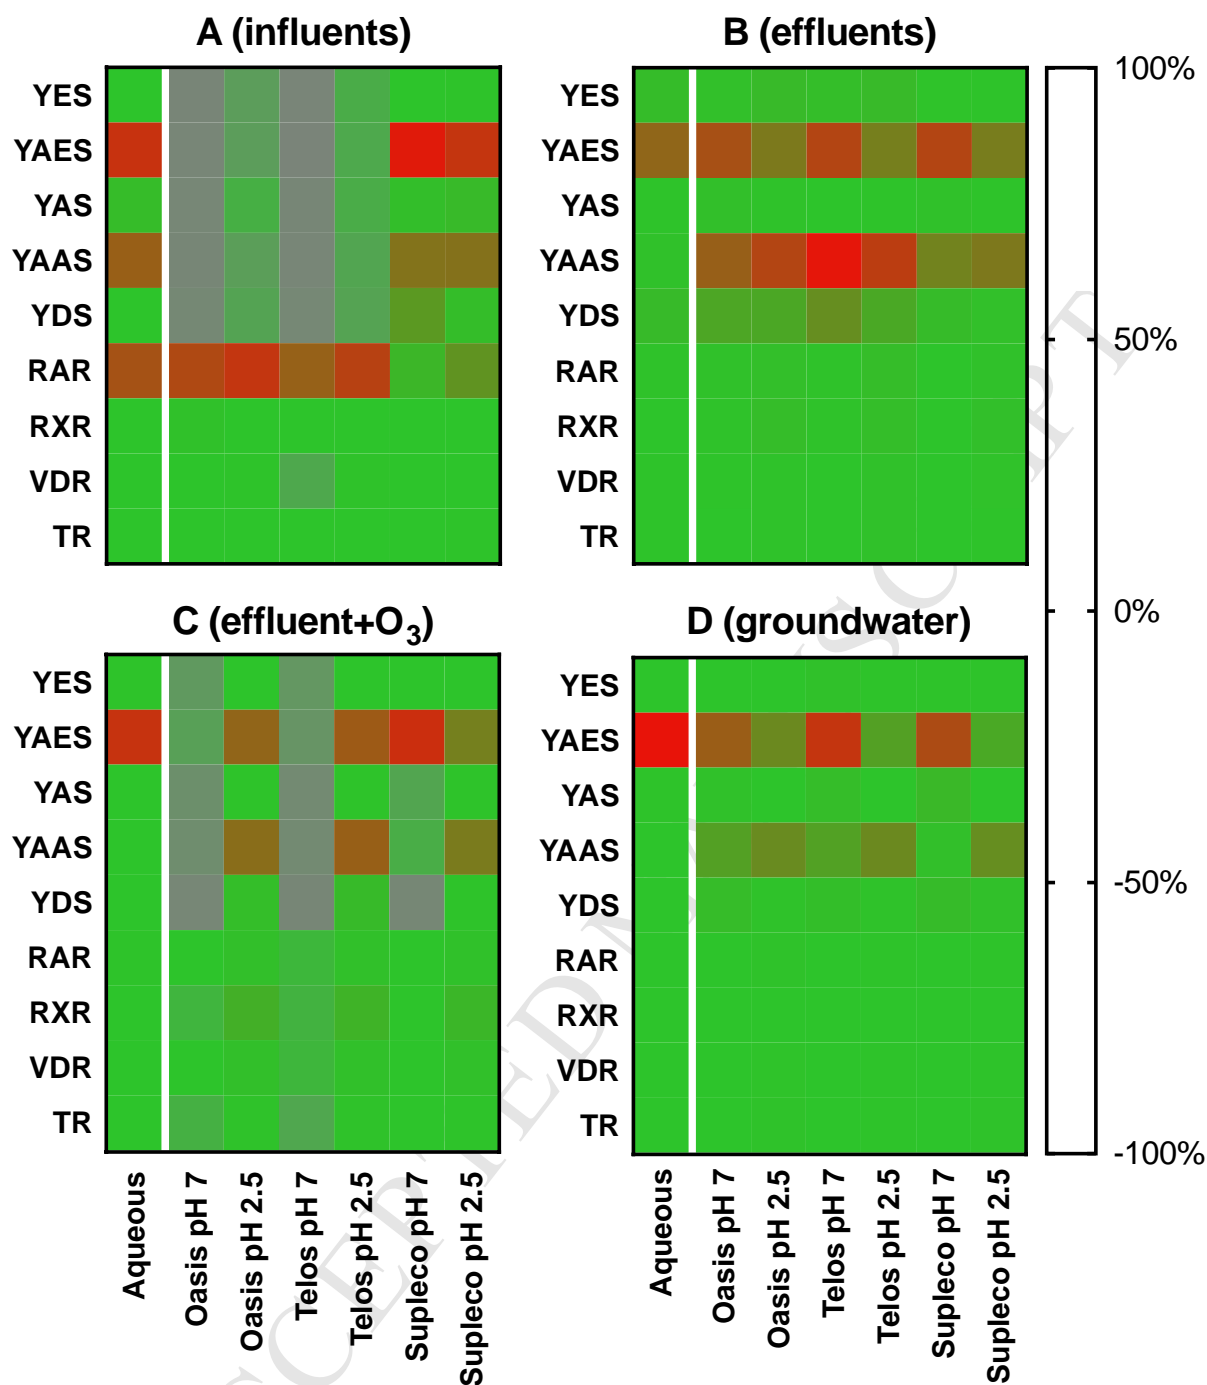 A (influents)
YES
YAES
YAS
YAAS
YDS
RAR
RXR
VDR
TR
B (effluents)
YES
YAES
YAS
YAAS
YDS
RAR
RXR
VDR
TR
100%
50%
0%
-50%
-100%
C (effluent+O₃)
YES
YAES
YAS
YAAS
YDS
RAR
RXR
VDR
TR
Aqueous
Oasis pH 7
Oasis pH 2.5
Telos pH 7
Telos pH 2.5
Supleco pH 7
Supleco pH 2.5
D (groundwater)
YES
YAES
YAS
YAAS
YDS
RAR
RXR
VDR
TR
Aqueous
Oasis pH 7
Oasis pH 2.5
Telos pH 7
Telos pH 2.5
Supleco pH 7
Supleco pH 2.5